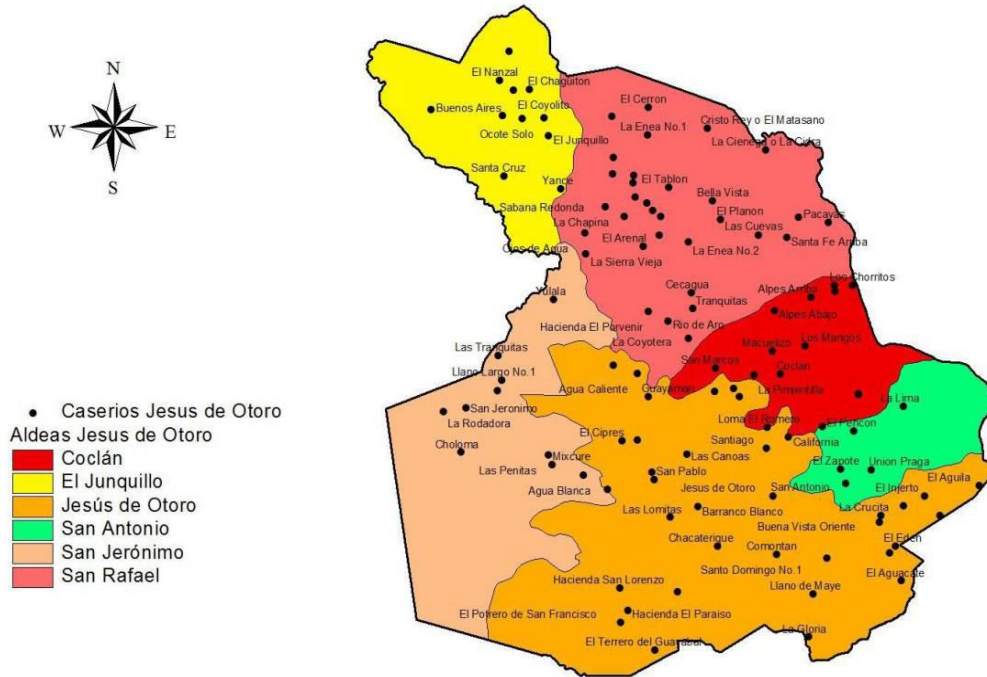 N
W E
S
Caserios Jesus de Otoro
Aldeas Jesus de Otoro
Coclán
El Junquillo
Jesús de Otoro
San Antonio
San Jerónimo
San Rafael
El Nanzal
El Chaguiton
Buenos Aires
El Coyolito
Ocote Solo
El Junquillo
Santa Cruz
Yance
El Cerron
La Enea No.1
Cristo Rey o El Matasano
La Cienega o La Cidra
El Tablon
Sabana Redonda
Bella Vista
La Chapina
El Planon
Pacayas
Las Cuevas
El Arenal
Santa Fe Arriba
Ojos de Agua
La Enea No.2
La Sierra Vieja
Cecagua
Los Chorritos
Alpes Arriba
Yulala
Tranquitas
Alpes Abajo
Hacienda El Porvenir
Rio de Aro
La Coyotera
Macuelizo
Los Mangos
Las Tranquitas
San Marcos
Llano Largo No.1
Coclan
Agua Caliente
Guayamas
La Pimientilla
La Lima
San Jeronimo
La Rodadora
Loma El Romero
El Pericon
El Cipres
Santiago
California
Choloma
Mixcure
Las Canoas
Las Penitas
San Pablo
El Zapote
Union Praga
Agua Blanca
Jesus de Otoro
San Antonio
El Injerto
El Aguila
Las Lomitas
Barranco Blanco
La Crucita
Buena Vista Oriente
Chacaterique
Comontan
El Eden
Santo Domingo No.1
El Aguacate
Hacienda San Lorenzo
Llano de Maye
El Potrero de San Francisco
Hacienda El Paraiso
La Gloria
El Terrero del Guanabul